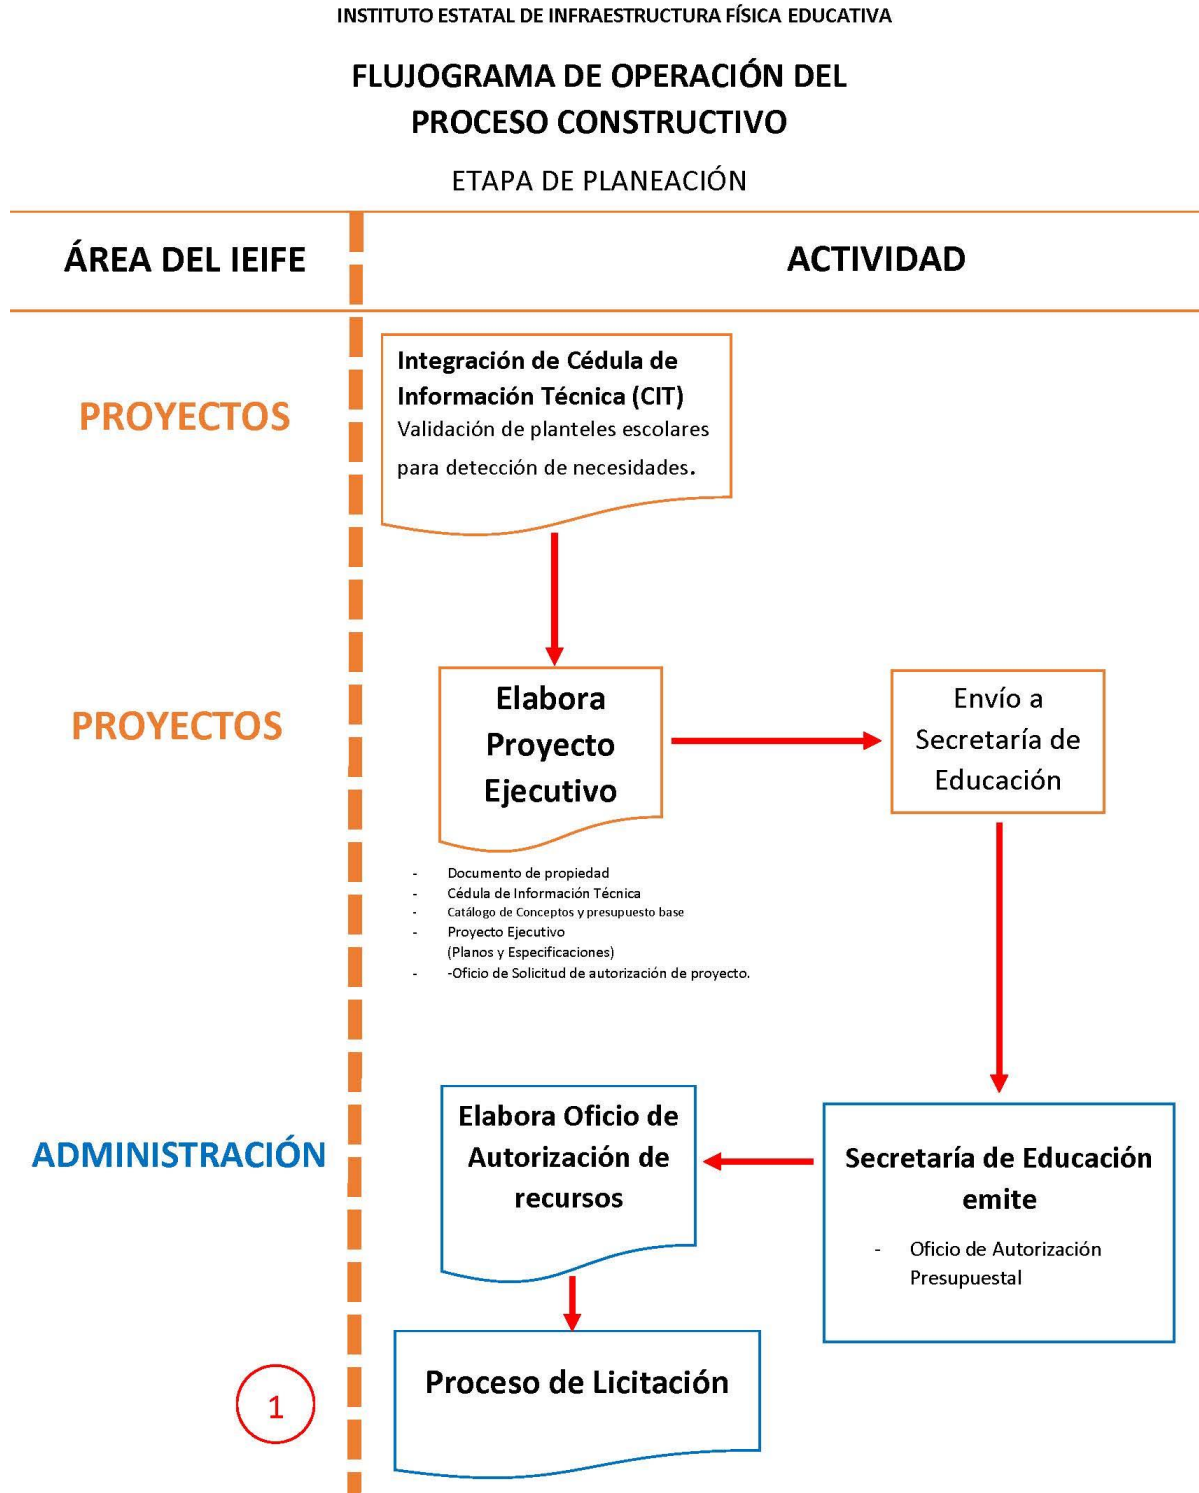 INSTITUTO ESTATAL DE INFRAESTRUCTURA FÍSICA EDUCATIVA
FLUJOGRAMA DE OPERACIÓN DEL
PROCESO CONSTRUCTIVO
ETAPA DE PLANEACIÓN
ÁREA DEL IEIFE
ACTIVIDAD
PROYECTOS
Integración de Cédula de
Información Técnica (CIT)
Validación de planteles escolares
para detección de necesidades.
PROYECTOS
Elabora
Proyecto
Ejecutivo
Envío a
Secretaría de
Educación
- Documento de propiedad
- Cédula de Información Técnica
- Catálogo de Conceptos y presupuesto base
- Proyecto Ejecutivo
(Planos y Especificaciones)
- -Oficio de Solicitud de autorización de proyecto.
ADMINISTRACIÓN
Elabora Oficio de
Autorización de
recursos
Secretaría de Educación
emite
- Oficio de Autorización
Presupuestal
Proceso de Licitación
1